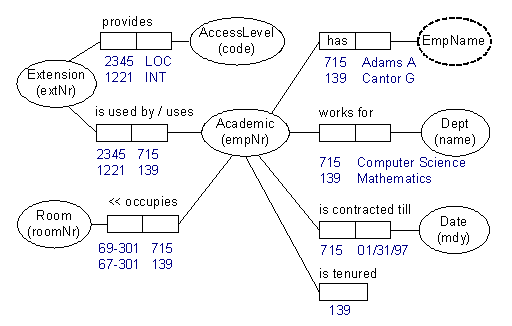 provides
AccessLevel
(code)
has
EmpName
2345 LOC
1221 INT
715 Adams A
139 Cantor G
Extension
(extNr)
is used by / uses
Academic
(empNr)
works for
Dept
(name)
2345 715
1221 139
715 Computer Science
139 Mathematics
<< occupies
Room
(roomNr)
is contracted till
Date
(mdy)
69-301 715
67-301 139
715 01/31/97
is tenured
139